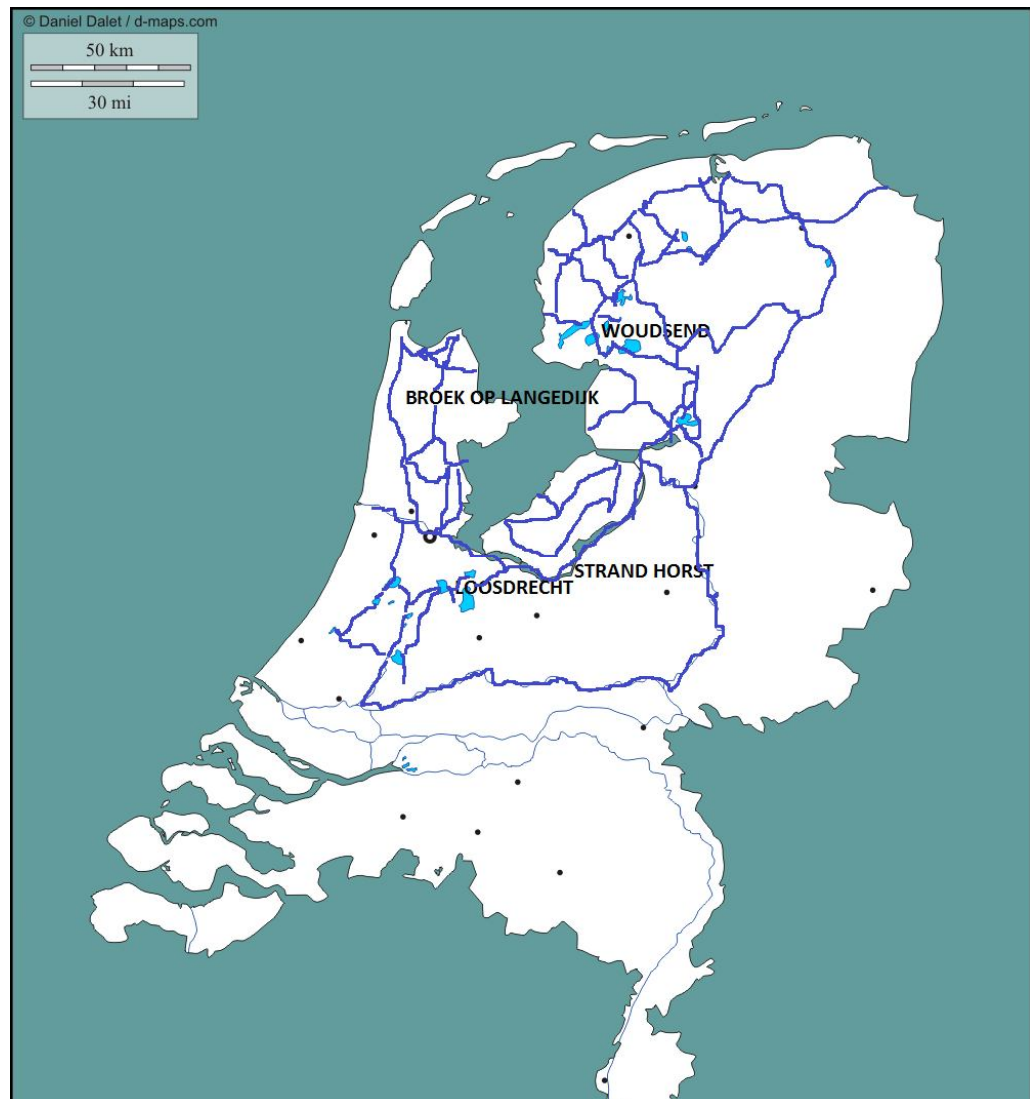 © Daniel Dalet / d-maps.com
50 km
30 mi
WOUDSEND
BROEK OP LANGEDIJK
STRAND HORST
LOOSDRECHT